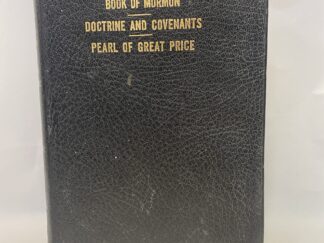 BOOK OF MORMON
DOCTRINE AND COVENANTS
PEARL OF GREAT PRICE